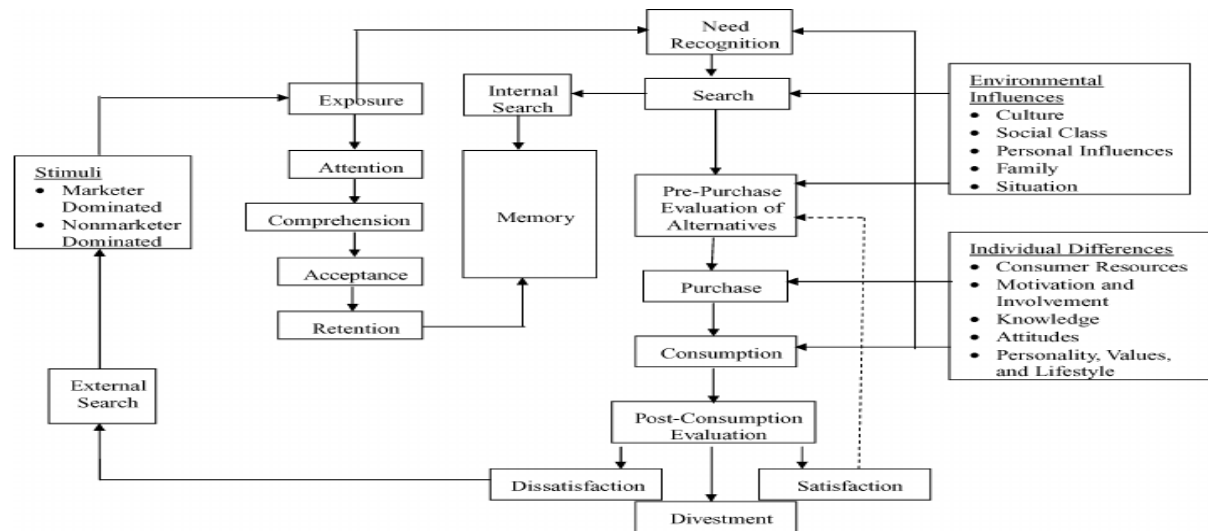 Need
Recognition
Exposure
Internal
Search
Search
Environmental
Influences
• Culture
• Social Class
• Personal Influences
• Family
• Situation
Stimuli
• Marketer
Dominated
• Nonmarketer
Dominated
Attention
Comprehension
Acceptance
Retention
Memory
Pre-Purchase
Evaluation of
Alternatives
Individual Differences
• Consumer Resources
• Motivation and
Involvement
• Knowledge
• Attitudes
• Personality, Values,
and Lifestyle
Purchase
Consumption
External
Search
Post-Consumption
Evaluation
Dissatisfaction
Satisfaction
Divestment